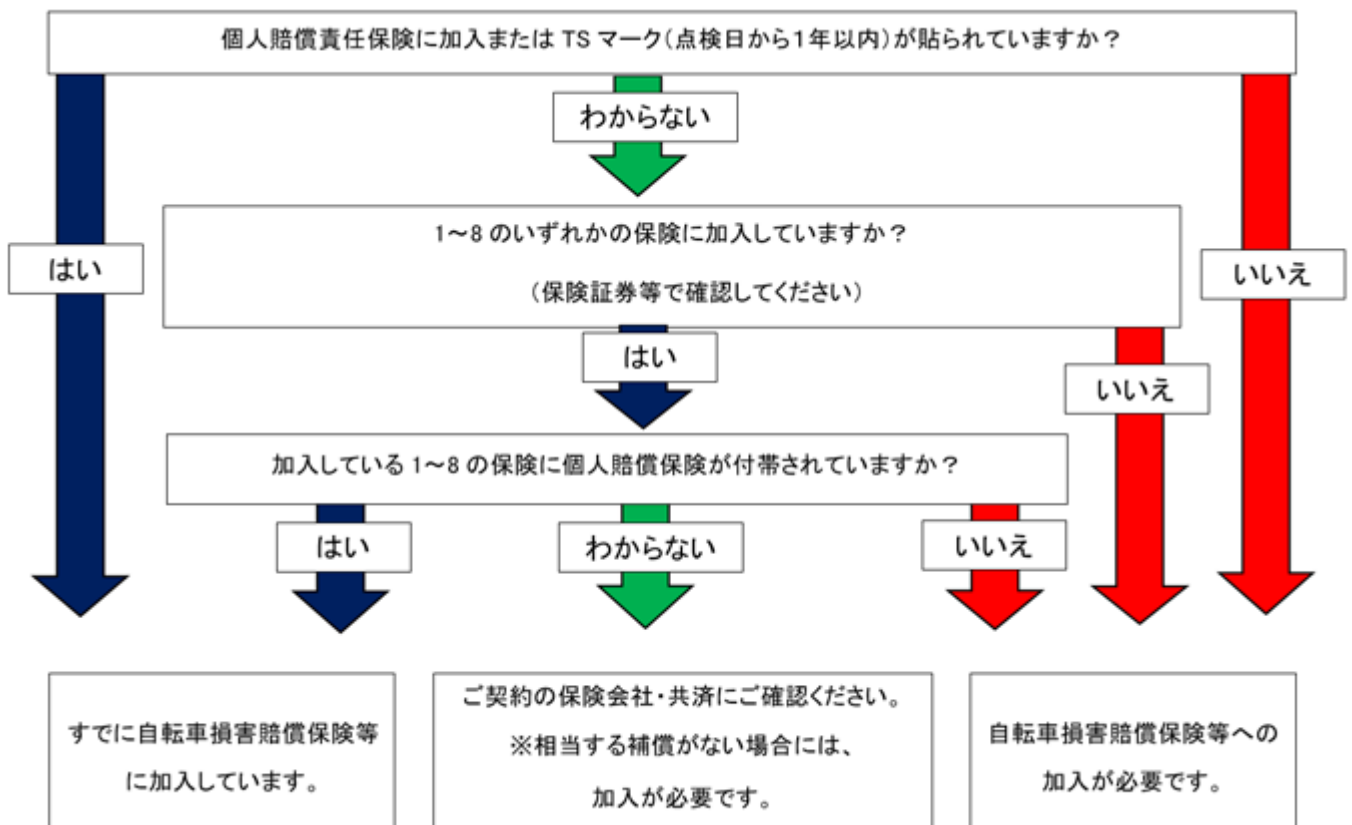 個人賠償責任保険に加入または TS マーク（点検日から１年以内）が貼られていますか？
わからない
はい
いいえ
1～8 のいずれかの保険に加入していますか？
（保険証券等で確認してください）
はい
いいえ
加入している 1～8 の保険に個人賠償保険が付帯されていますか？
はい
わからない
いいえ
すでに自転車損害賠償保険等
に加入しています。
ご契約の保険会社・共済にご確認ください。
※相当する補償がない場合には、
加入が必要です。
自転車損害賠償保険等への
加入が必要です。